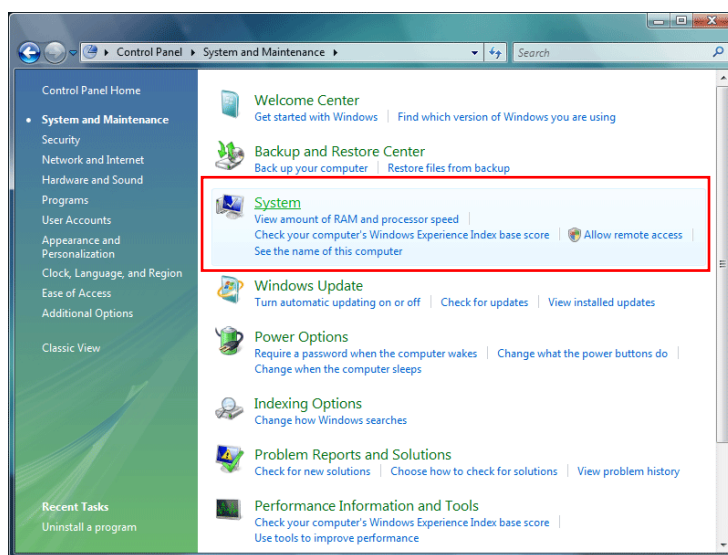 Control Panel System and Maintenance Search
Control Panel Home
System and Maintenance
Security
Network and Internet
Hardware and Sound
Programs
User Accounts
Appearance and
Personalization
Clock, Language, and Region
Ease of Access
Additional Options
Classic View
Recent Tasks
Uninstall a program
Welcome Center
Get started with Windows Find which version of Windows you are using
Backup and Restore Center
Back up your computer Restore files from backup
System
View amount of RAM and processor speed
Check your computer's Windows Experience Index base score Allow remote access
See the name of this computer
Windows Update
Turn automatic updating on or off Check for updates View installed updates
Power Options
Require a password when the computer wakes Change what the power buttons do
Change when the computer sleeps
Indexing Options
Change how Windows searches
Problem Reports and Solutions
Check for new solutions Choose how to check for solutions View problem history
Performance Information and Tools
Check your computer's Windows Experience Index base score
Use tools to improve performance